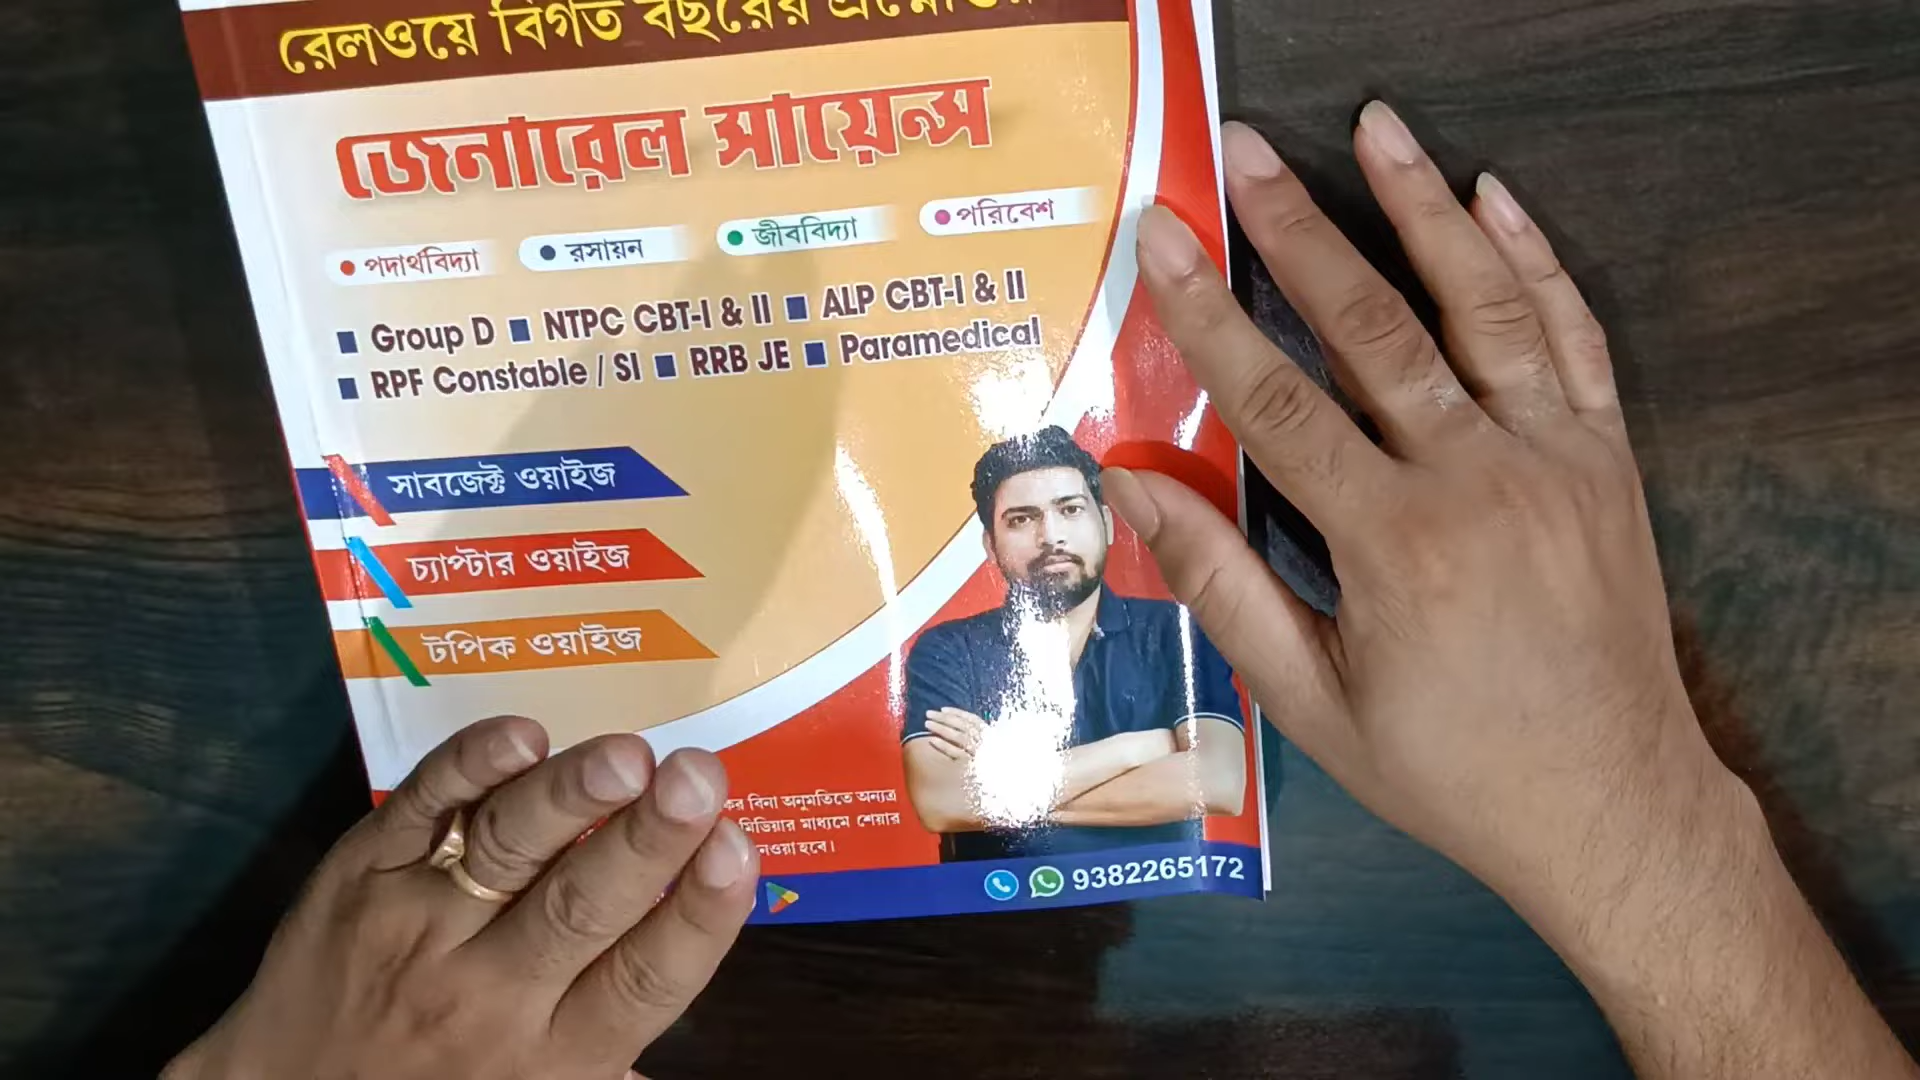 রেলওয়ে বিগত বছরের
জেনারেল সায়েন্স
পদার্থবিদ্যা রসায়ন জীববিদ্যা পরিবেশ
Group D NTPC CBT-I & II ALP CBT-I & II
RPF Constable / SI RRB JE Paramedical
সাবজেক্ট ওয়াইজ
চ্যাপ্টার ওয়াইজ
টপিক ওয়াইজ
বিনা অনুমতিতে অন্যত্র
মিডিয়ার মাধ্যমে শেয়ার
হবে।
9382265172